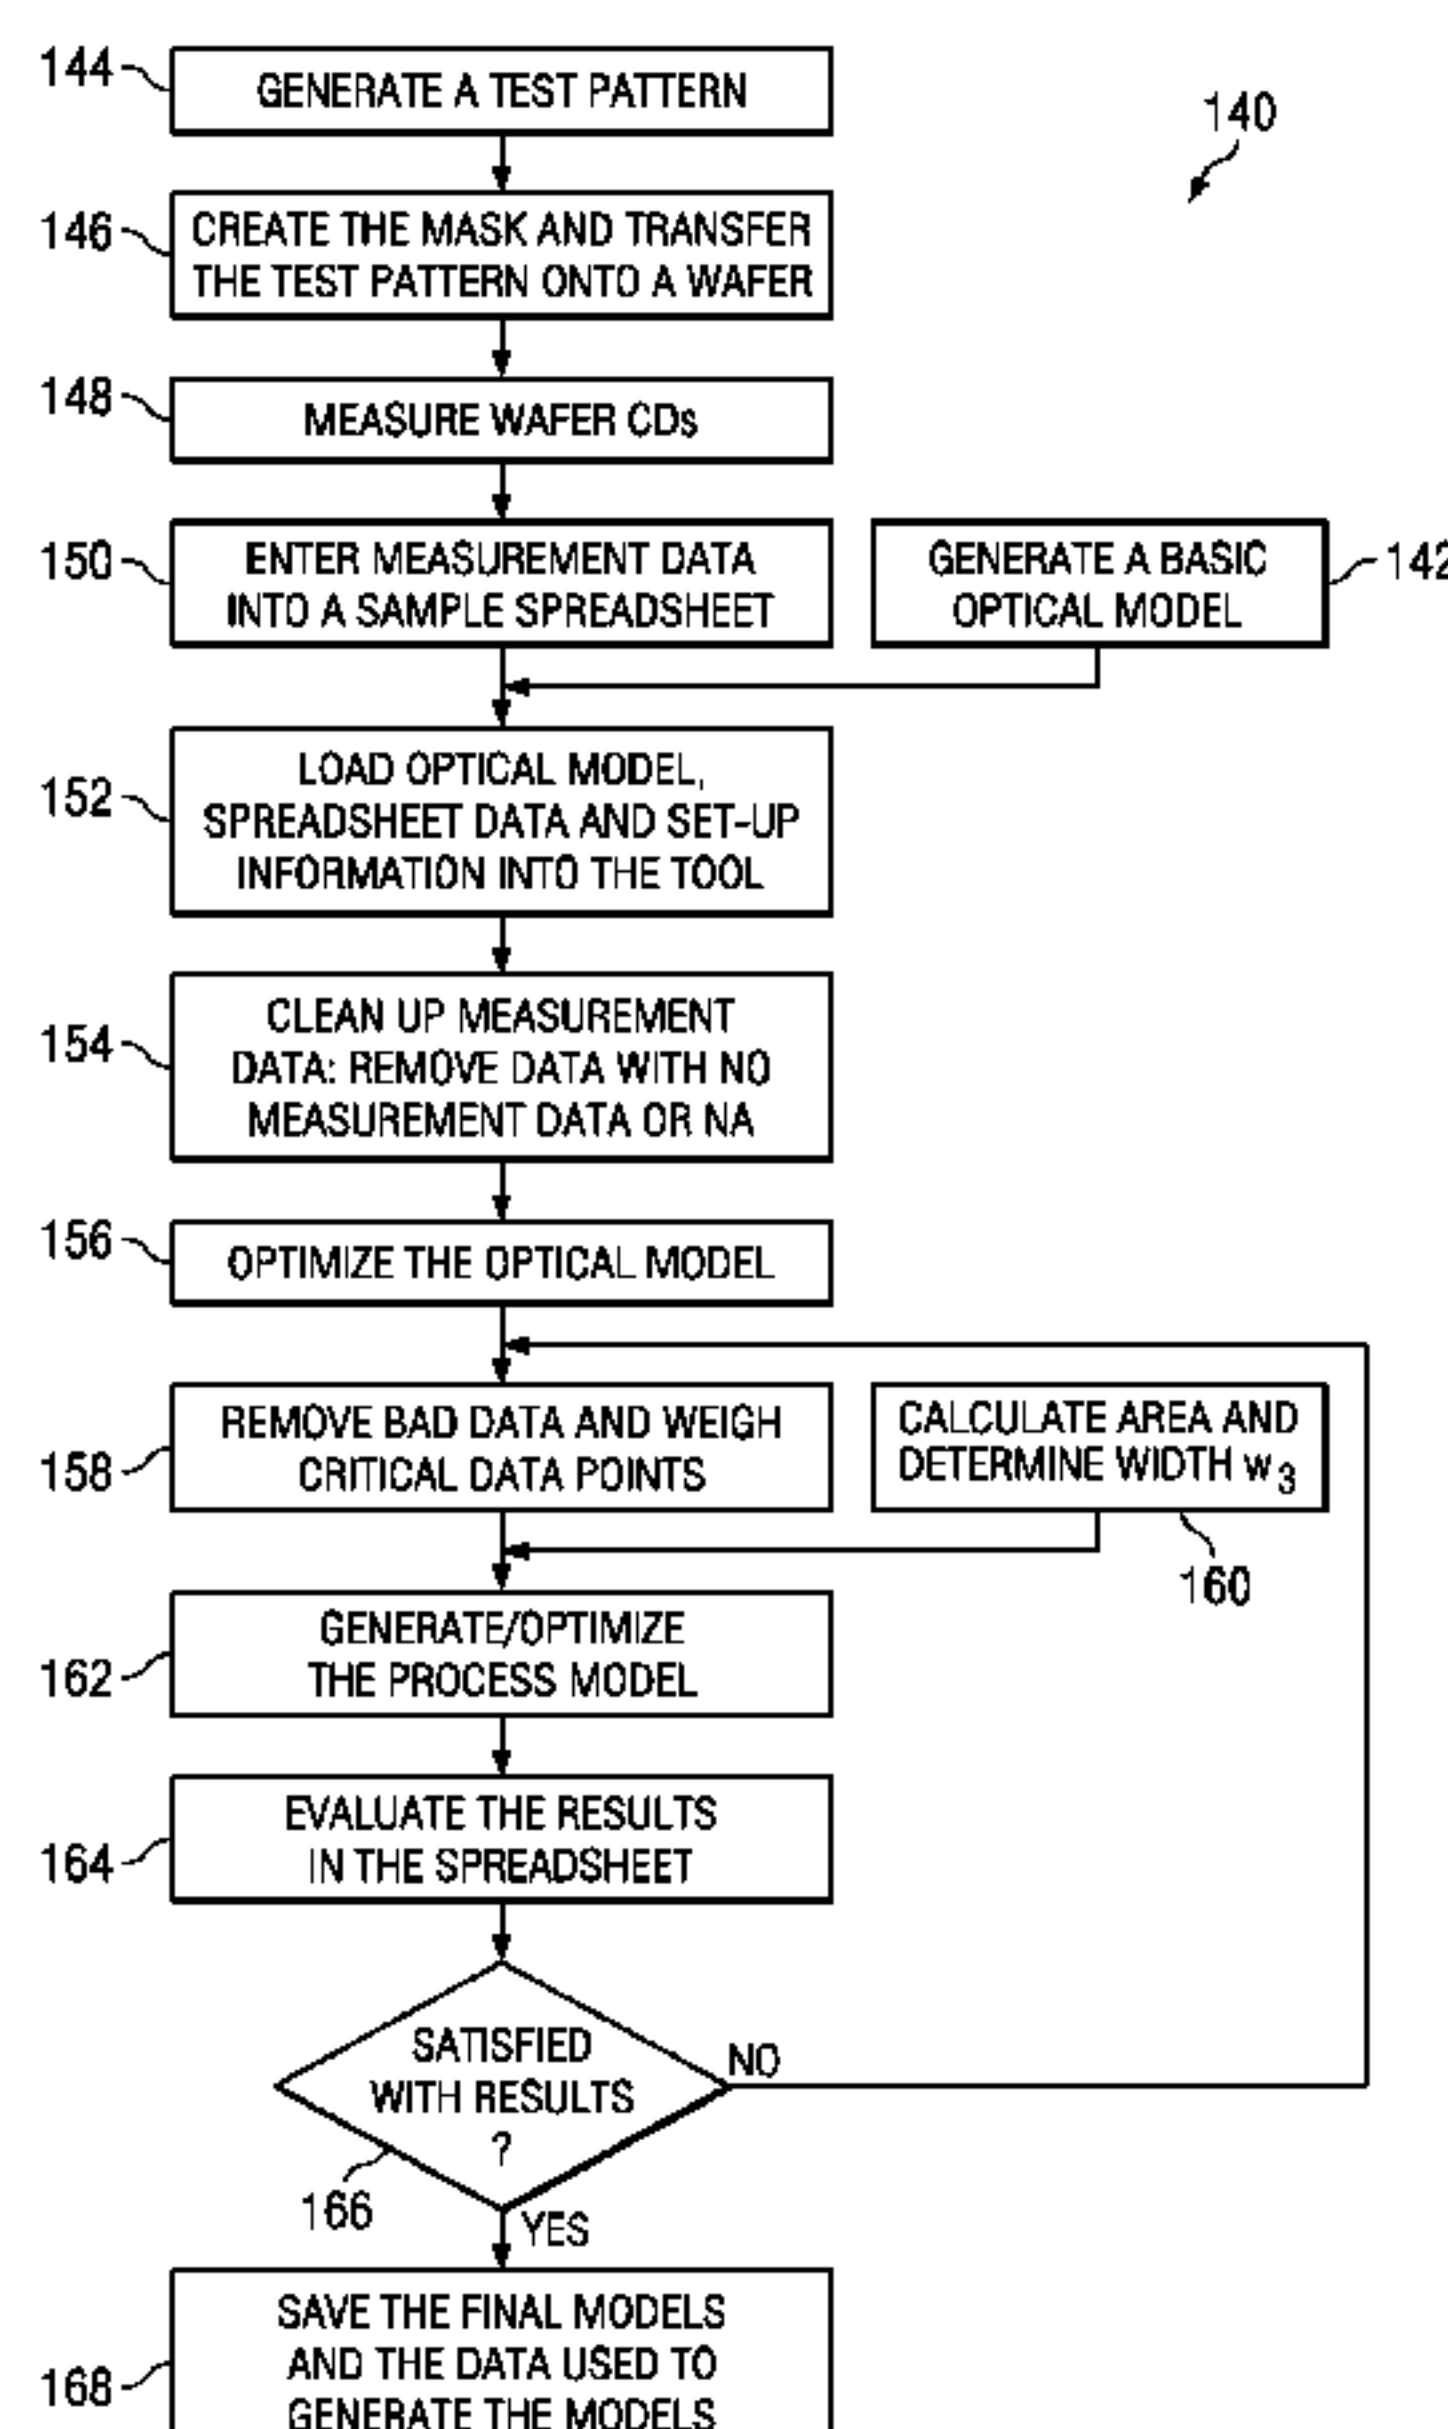 144
GENERATE A TEST PATTERN
140
146
CREATE THE MASK AND TRANSFER
THE TEST PATTERN ONTO A WAFER
148
MEASURE WAFER CDs
150
ENTER MEASUREMENT DATA
INTO A SAMPLE SPREADSHEET
GENERATE A BASIC
OPTICAL MODEL
142
152
LOAD OPTICAL MODEL,
SPREADSHEET DATA AND SET-UP
INFORMATION INTO THE TOOL
154
CLEAN UP MEASUREMENT
DATA: REMOVE DATA WITH NO
MEASUREMENT DATA OR NA
156
OPTIMIZE THE OPTICAL MODEL
158
REMOVE BAD DATA AND WEIGH
CRITICAL DATA POINTS
CALCULATE AREA AND
DETERMINE WIDTH w3
160
162
GENERATE/OPTIMIZE
THE PROCESS MODEL
164
EVALUATE THE RESULTS
IN THE SPREADSHEET
SATISFIED
WITH RESULTS
?
NO
166
YES
168
SAVE THE FINAL MODELS
AND THE DATA USED TO
GENERATE THE MODELS